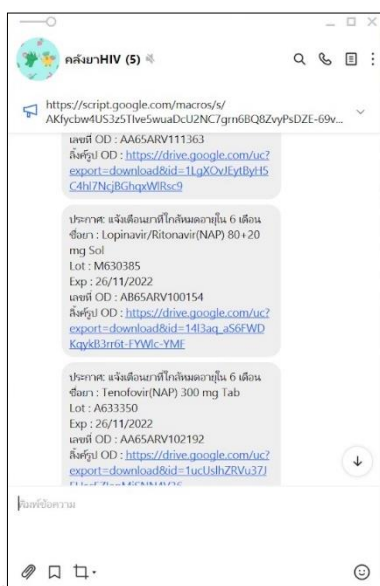 คลังยาHIV (5)
https://script.google.com/macros/s/
AKfycbw4US3z5TIve5wuaDcU2NC7grn6BQ8ZvyPsDZE-69v...
เลขที่ OD : AA65ARV111363
ลิ้งค์รูป OD : https://drive.google.com/uc?
export=download&id=1LgXOvJEytByH5
C4hl7NcjBGhqxWlRsc9
ประกาศ: แจ้งเตือนยาที่ใกล้หมดอายุใน 6 เดือน
ชื่อยา : Lopinavir/Ritonavir(NAP) 80+20
mg Sol
Lot : M630385
Exp : 26/11/2022
เลขที่ OD : AB65ARV100154
ลิ้งค์รูป OD : https://drive.google.com/uc?
export=download&id=14l3aq_aS6FWD
KqykB3rr6t-FYWlc-YMF
ประกาศ: แจ้งเตือนยาที่ใกล้หมดอายุใน 6 เดือน
ชื่อยา : Tenofovir(NAP) 300 mg Tab
Lot : A633350
Exp : 26/11/2022
เลขที่ OD : AA65ARV102192
ลิ้งค์รูป OD : https://drive.google.com/uc?
export=download&id=1ucUslhZRVu37J
พิมพ์ข้อความ